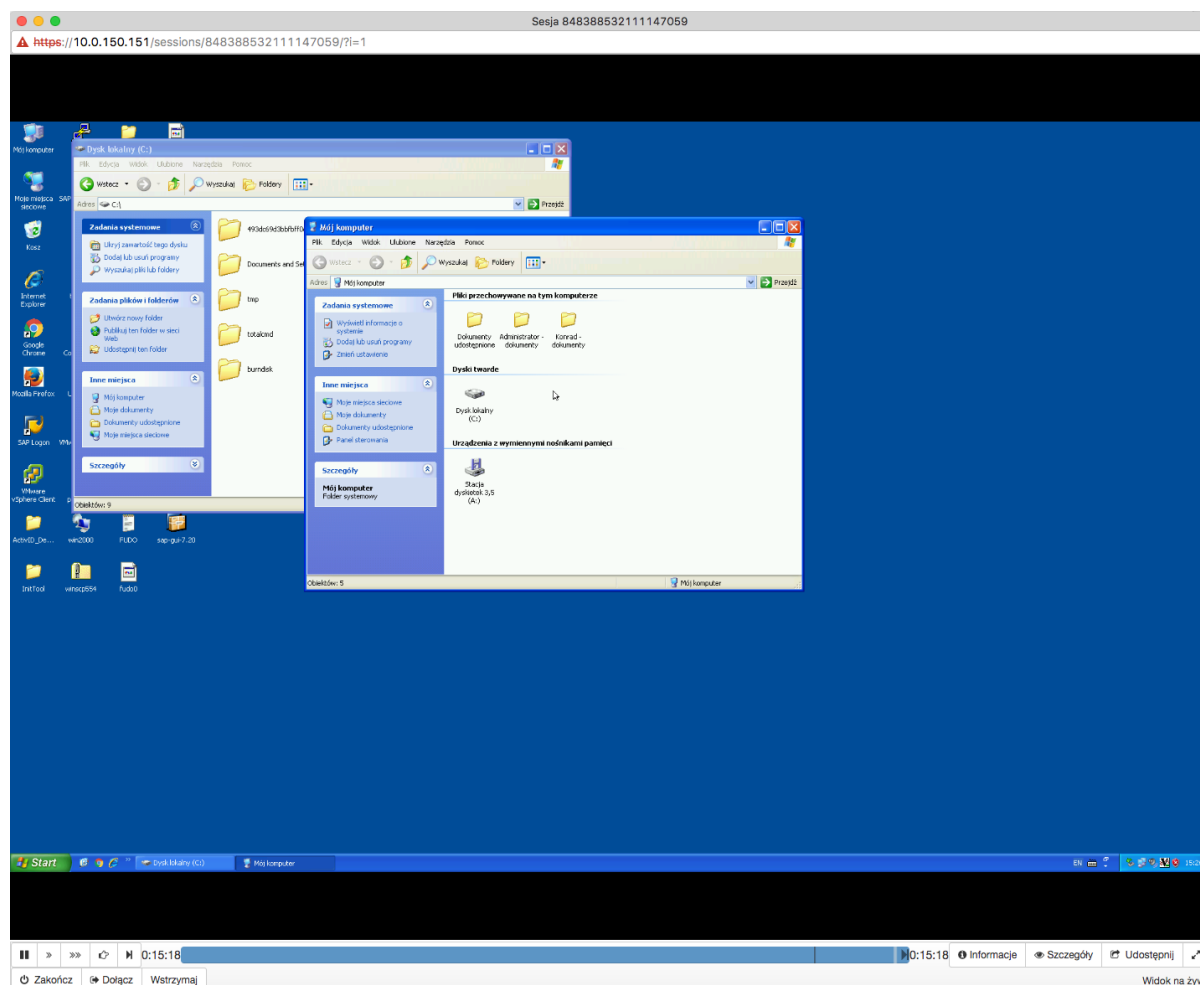 Sesja 848388532111147059
https://10.0.150.151/sessions/848388532111147059/?i=1
Mój komputer
Moje miejsca sieciowe
SAP
Kosz
Internet Explorer
Google Chrome
Co
Mozilla Firefox
L
SAP Logon
VMw
VMware vSphere Client
p
ActivID_De...
win2000
FUDO
sap-gui-7.20
InitTool
winscp554
fudo0
Dysk lokalny (C:)
Plik Edycja Widok Ulubione Narzędzia Pomoc
Wstecz Wyszukaj Foldery
Adres C:\ Przejdź
Zadania systemowe
Ukryj zawartość tego dysku
Dodaj lub usuń programy
Wyszukaj pliki lub foldery
Zadania plików i folderów
Utwórz nowy folder
Publikuj ten folder w sieci Web
Udostępnij ten folder
Inne miejsca
Mój komputer
Moje dokumenty
Dokumenty udostępnione
Moje miejsca sieciowe
Szczegóły
Documents and Set
tmp
totalcmd
burndsk
Obiektów: 9
Mój komputer
Plik Edycja Widok Ulubione Narzędzia Pomoc
Wstecz Wyszukaj Foldery
Adres Mój komputer Przejdź
Zadania systemowe
Wyświetl informacje o systemie
Dodaj lub usuń programy
Zmień ustawienie
Inne miejsca
Moje miejsca sieciowe
Moje dokumenty
Dokumenty udostępnione
Panel sterowania
Szczegóły
Mój komputer
Folder systemowy
Pliki przechowywane na tym komputerze
Dokumenty udostępnione
Administrator - dokumenty
Konrad - dokumenty
Dyski twarde
Dysk lokalny (C:)
Urządzenia z wymiennymi nośnikami pamięci
Stacja dyskietek 3,5 (A:)
Obiektów: 5
Mój komputer
Start
Dysk lokalny (C:)
Mój komputer
EN
0:15:18
0:15:18
Informacje
Szczegóły
Udostępnij
Zakończ
Dołącz
Wstrzymaj
Widok na żyw